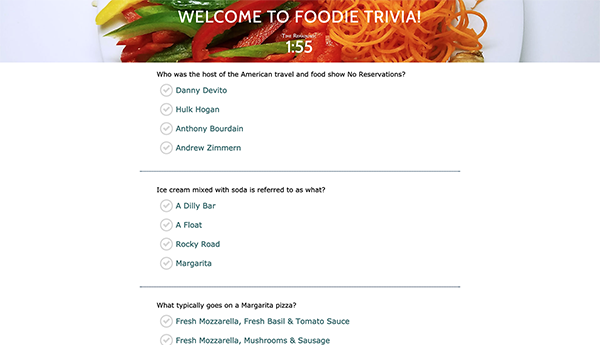 WELCOME TO FOODIE TRIVIA!
Time Remaining
1:55
Who was the host of the American travel and food show No Reservations?
Danny Devito
Hulk Hogan
Anthony Bourdain
Andrew Zimmern
Ice cream mixed with soda is referred to as what?
A Dilly Bar
A Float
Rocky Road
Margarita
What typically goes on a Margarita pizza?
Fresh Mozzarella, Fresh Basil & Tomato Sauce
Fresh Mozzarella, Mushrooms & Sausage